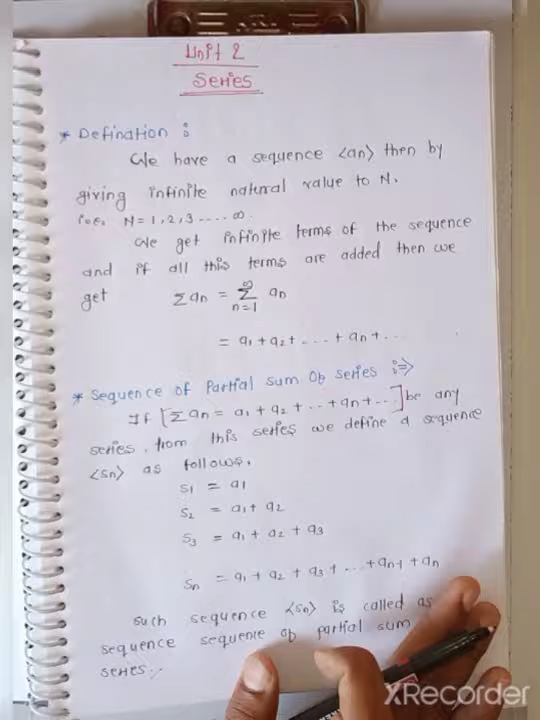 Unit 2
Series
* Defination :
We have a sequence <an> then by
giving infinite natural value to N.
i.e. N = 1, 2, 3 ..... ∞.
We get infinite terms of the sequence
and if all this terms are added then we
get Σan = ∞Σn=1 an
= a1 + a2 + ... + an + ...
* Sequence of Partial sum Of series :⇒
If [Σan = a1 + a2 + ... + an + ...] be any
series, from this series we define a sequence
<sn> as follows.
S1 = a1
S2 = a1 + a2
S3 = a1 + a2 + a3
Sn = a1 + a2 + a3 + ... + an-1 + an
such sequence <sn> is called as
sequence sequence of partial sum
series.
XRecorder